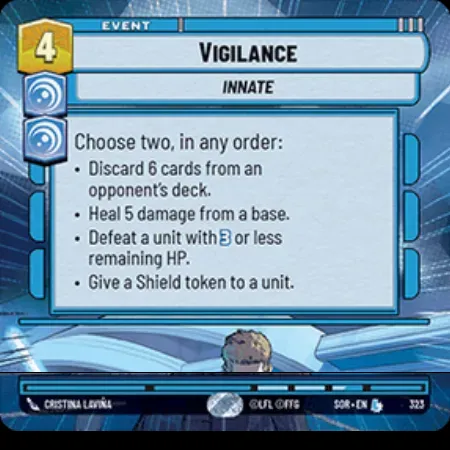 EVENT
4
VIGILANCE
INNATE
Choose two, in any order:
• Discard 6 cards from an
opponent's deck.
• Heal 5 damage from a base.
• Defeat a unit with 3 or less
remaining HP.
• Give a Shield token to a unit.
CRISTINA LAVIÑA ©LFL ©FFG SOR • EN 323